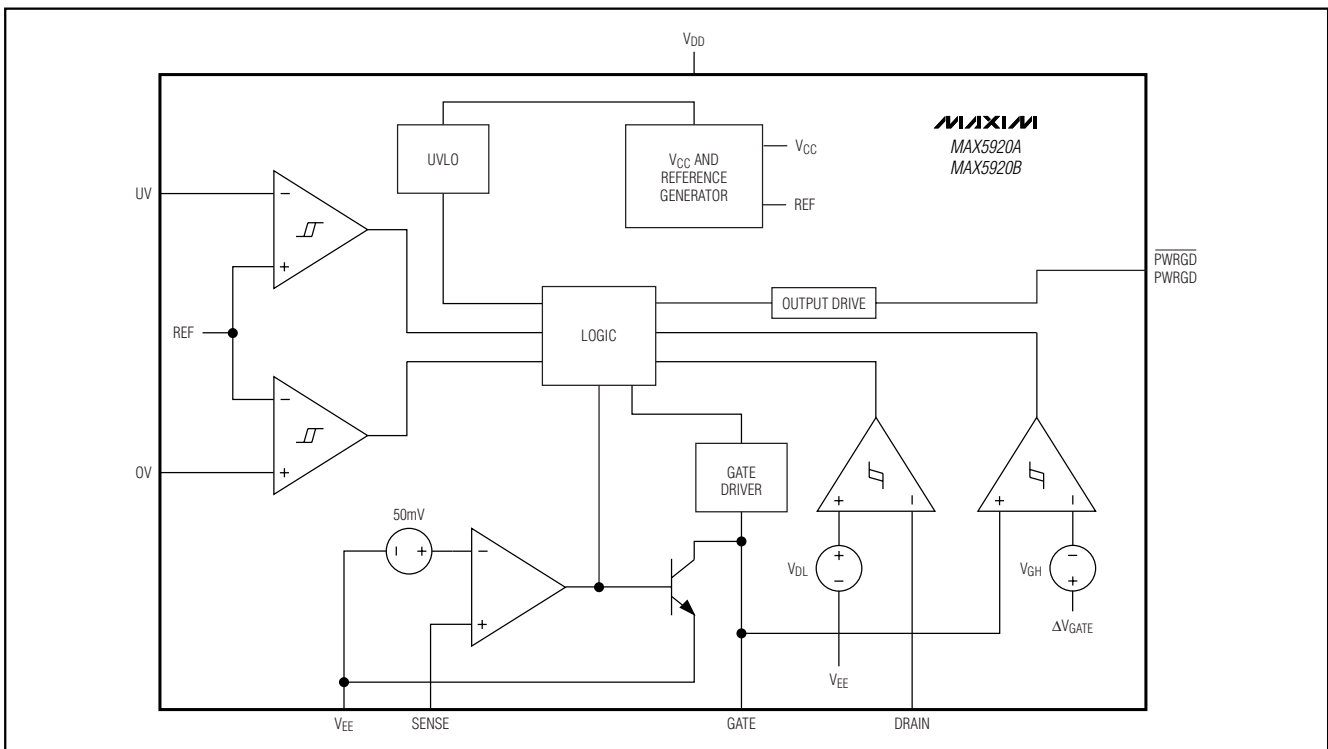 VDD
MAXIM
MAX5920A
MAX5920B
UVLO
VCC AND
REFERENCE
GENERATOR
VCC
REF
UV
−
+
REF
−
+
OV
LOGIC
OUTPUT DRIVE
PWRGD
PWRGD
GATE
DRIVER
50mV
− +
−
+
+ −
+ −
VDL
+
−
VGH
−
+
ΔVGATE
VEE
VEE
SENSE
GATE
DRAIN